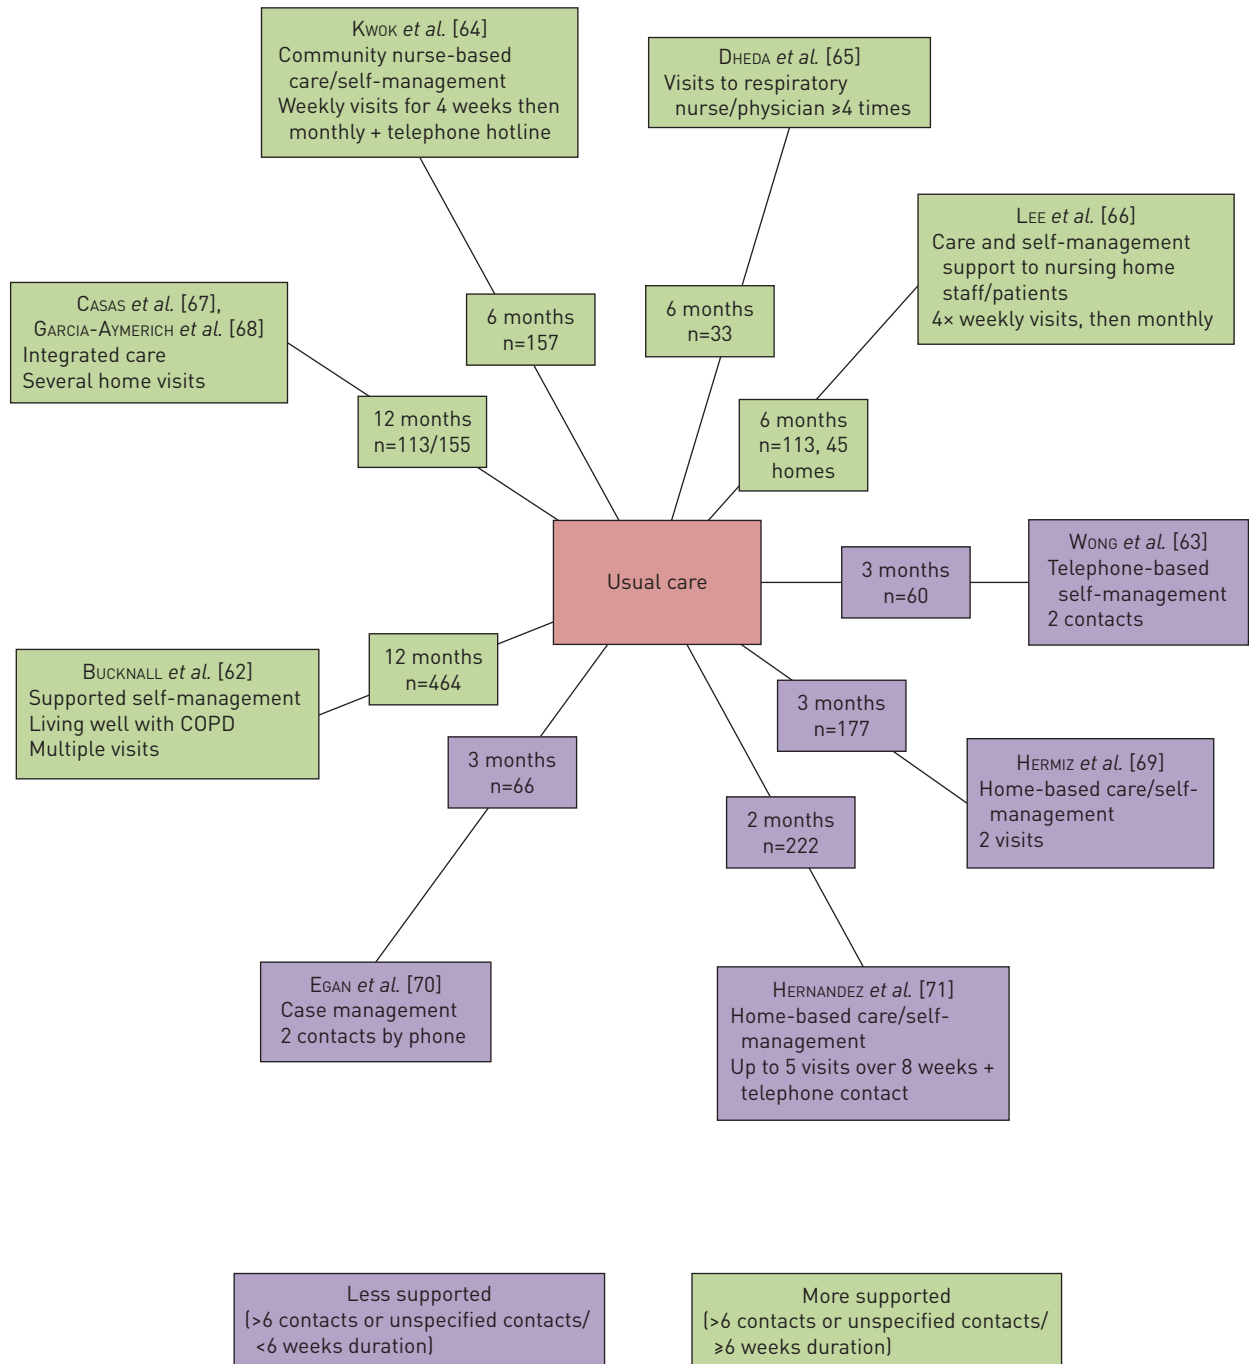 Kwok et al. [64]
Community nurse-based
care/self-management
Weekly visits for 4 weeks then
monthly + telephone hotline
Dheda et al. [65]
Visits to respiratory
nurse/physician ⩾4 times
Lee et al. [66]
Care and self-management
support to nursing home
staff/patients
4× weekly visits, then monthly
Casas et al. [67],
Garcia-Aymerich et al. [68]
Integrated care
Several home visits
6 months
n=157
6 months
n=33
12 months
n=113/155
6 months
n=113, 45
homes
Usual care
3 months
n=60
Wong et al. [63]
Telephone-based
self-management
2 contacts
Bucknall et al. [62]
Supported self-management
Living well with COPD
Multiple visits
12 months
n=464
3 months
n=177
Hermiz et al. [69]
Home-based care/self-
management
2 visits
3 months
n=66
2 months
n=222
Egan et al. [70]
Case management
2 contacts by phone
Hernandez et al. [71]
Home-based care/self-
management
Up to 5 visits over 8 weeks +
telephone contact
Less supported
(>6 contacts or unspecified contacts/
<6 weeks duration)
More supported
(>6 contacts or unspecified contacts/
⩾6 weeks duration)